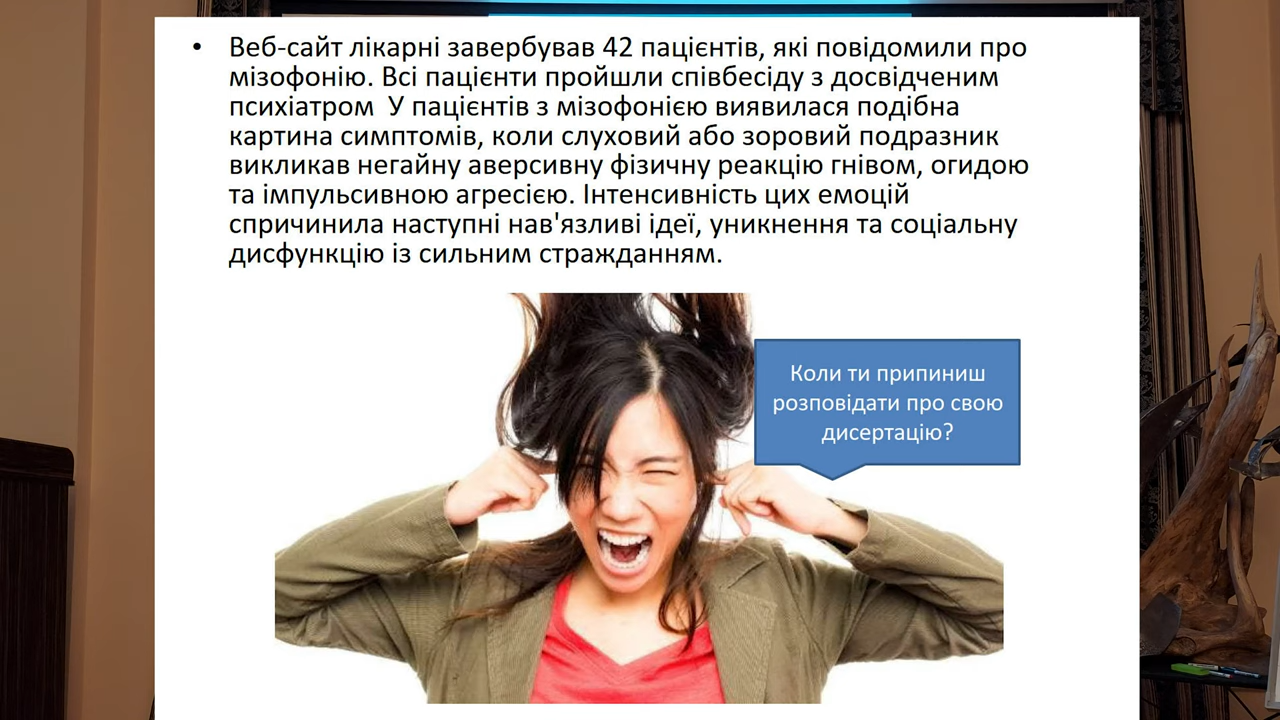 • Веб-сайт лікарні завербував 42 пацієнтів, які повідомили про
мізофонію. Всі пацієнти пройшли співбесіду з досвідченим
психіатром  У пацієнтів з мізофонією виявилася подібна
картина симптомів, коли слуховий або зоровий подразник
викликав негайну аверсивну фізичну реакцію гнівом, огидою
та імпульсивною агресією. Інтенсивність цих емоцій
спричинила наступні нав'язливі ідеї, уникнення та соціальну
дисфункцію із сильним стражданням.
Коли ти припиниш
розповідати про свою
дисертацію?